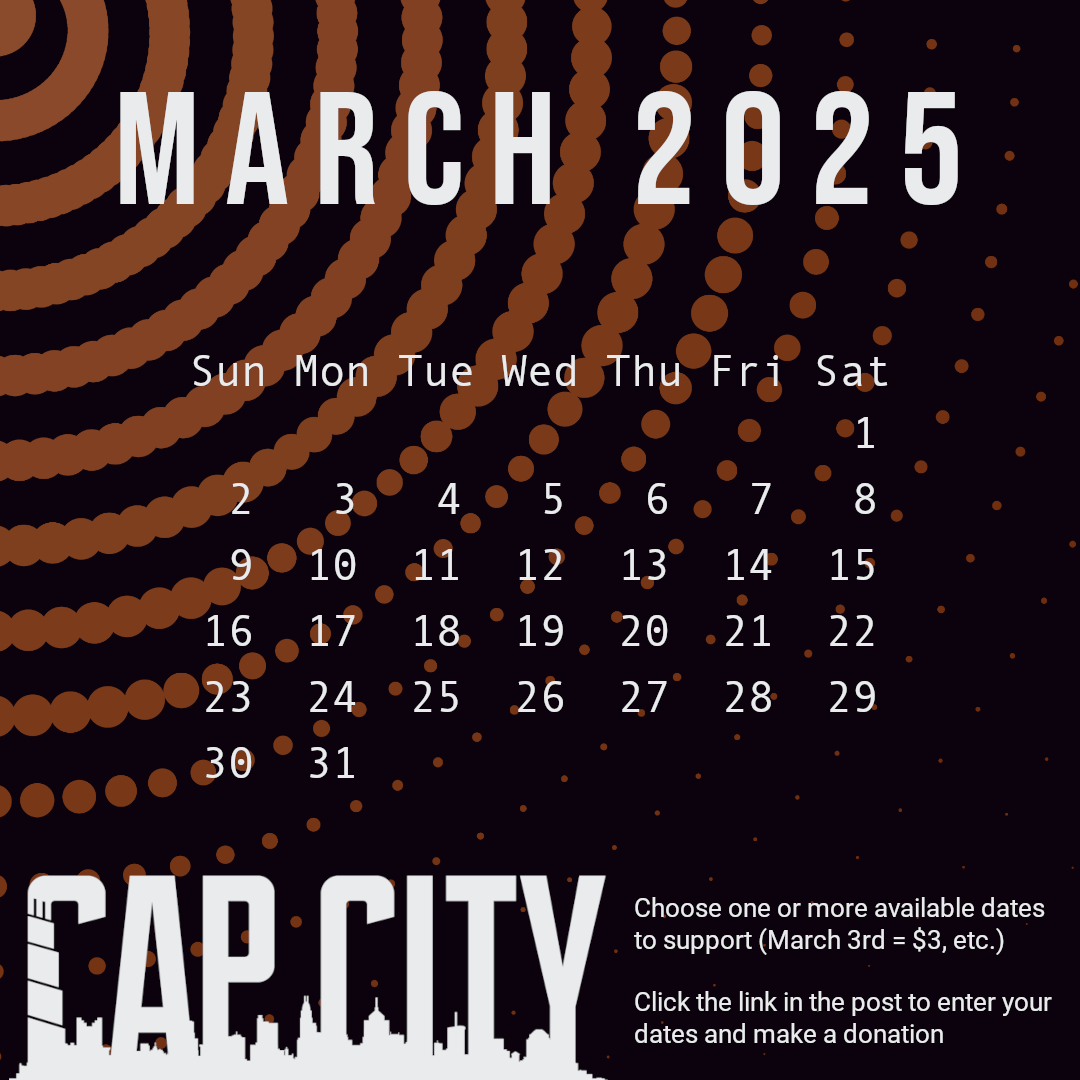 MARCH 2025
Sun Mon Tue Wed Thu Fri Sat
1
2 3 4 5 6 7 8
9 10 11 12 13 14 15
16 17 18 19 20 21 22
23 24 25 26 27 28 29
30 31
CAP CITY
Choose one or more available dates
to support (March 3rd = $3, etc.)
Click the link in the post to enter your
dates and make a donation